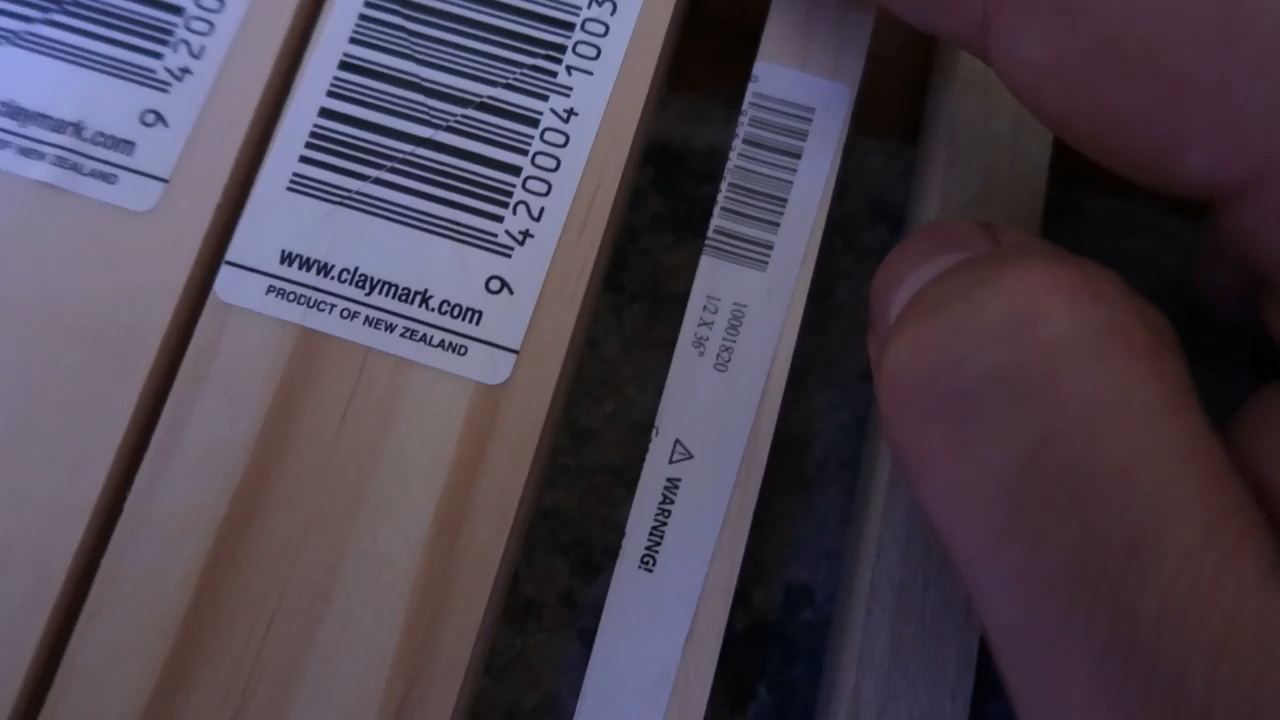 9 4200
claymark.com
OF NEW ZEALAND
9 420004 1003
www.claymark.com
PRODUCT OF NEW ZEALAND
10001820
1/2 X 36"
⚠ WARNING!